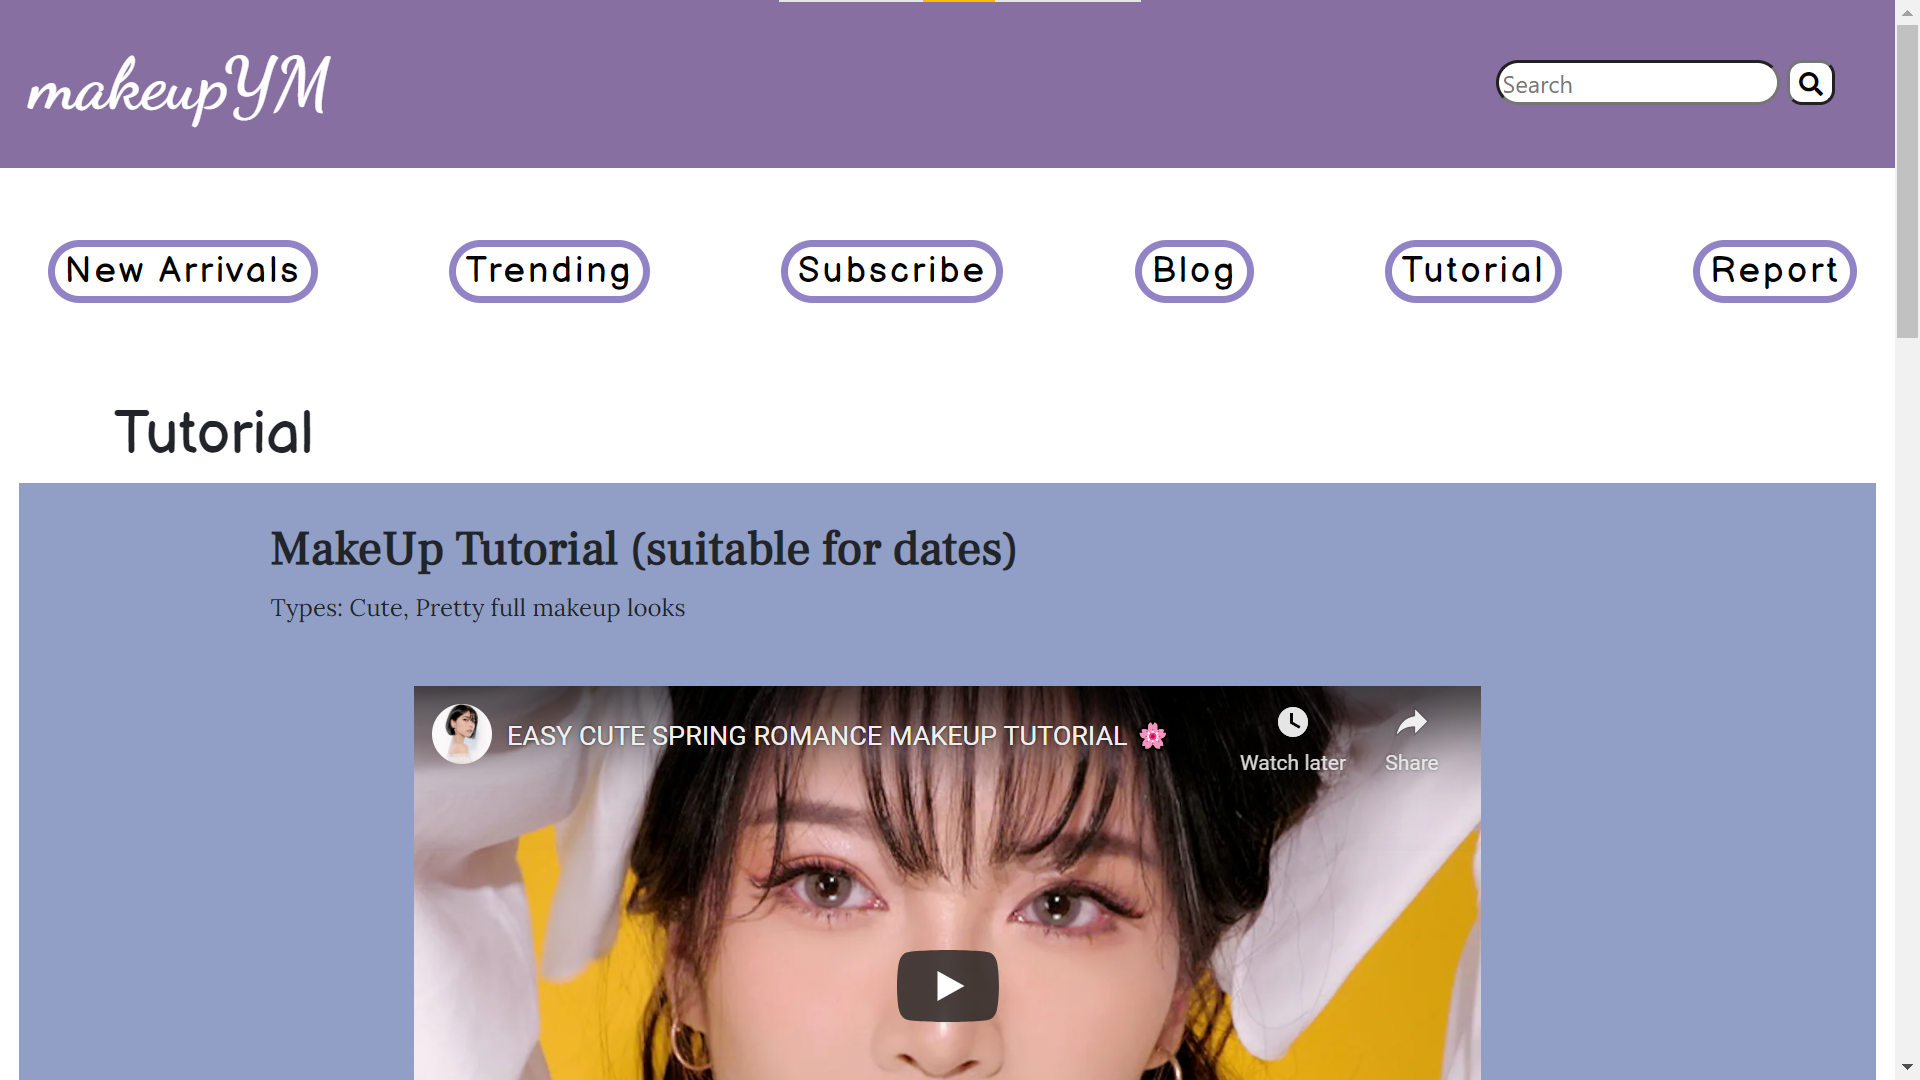 makeupYM
Search
New Arrivals
Trending
Subscribe
Blog
Tutorial
Report
Tutorial
MakeUp Tutorial (suitable for dates)
Types: Cute, Pretty full makeup looks
EASY CUTE SPRING ROMANCE MAKEUP TUTORIAL 🌸
Watch later
Share